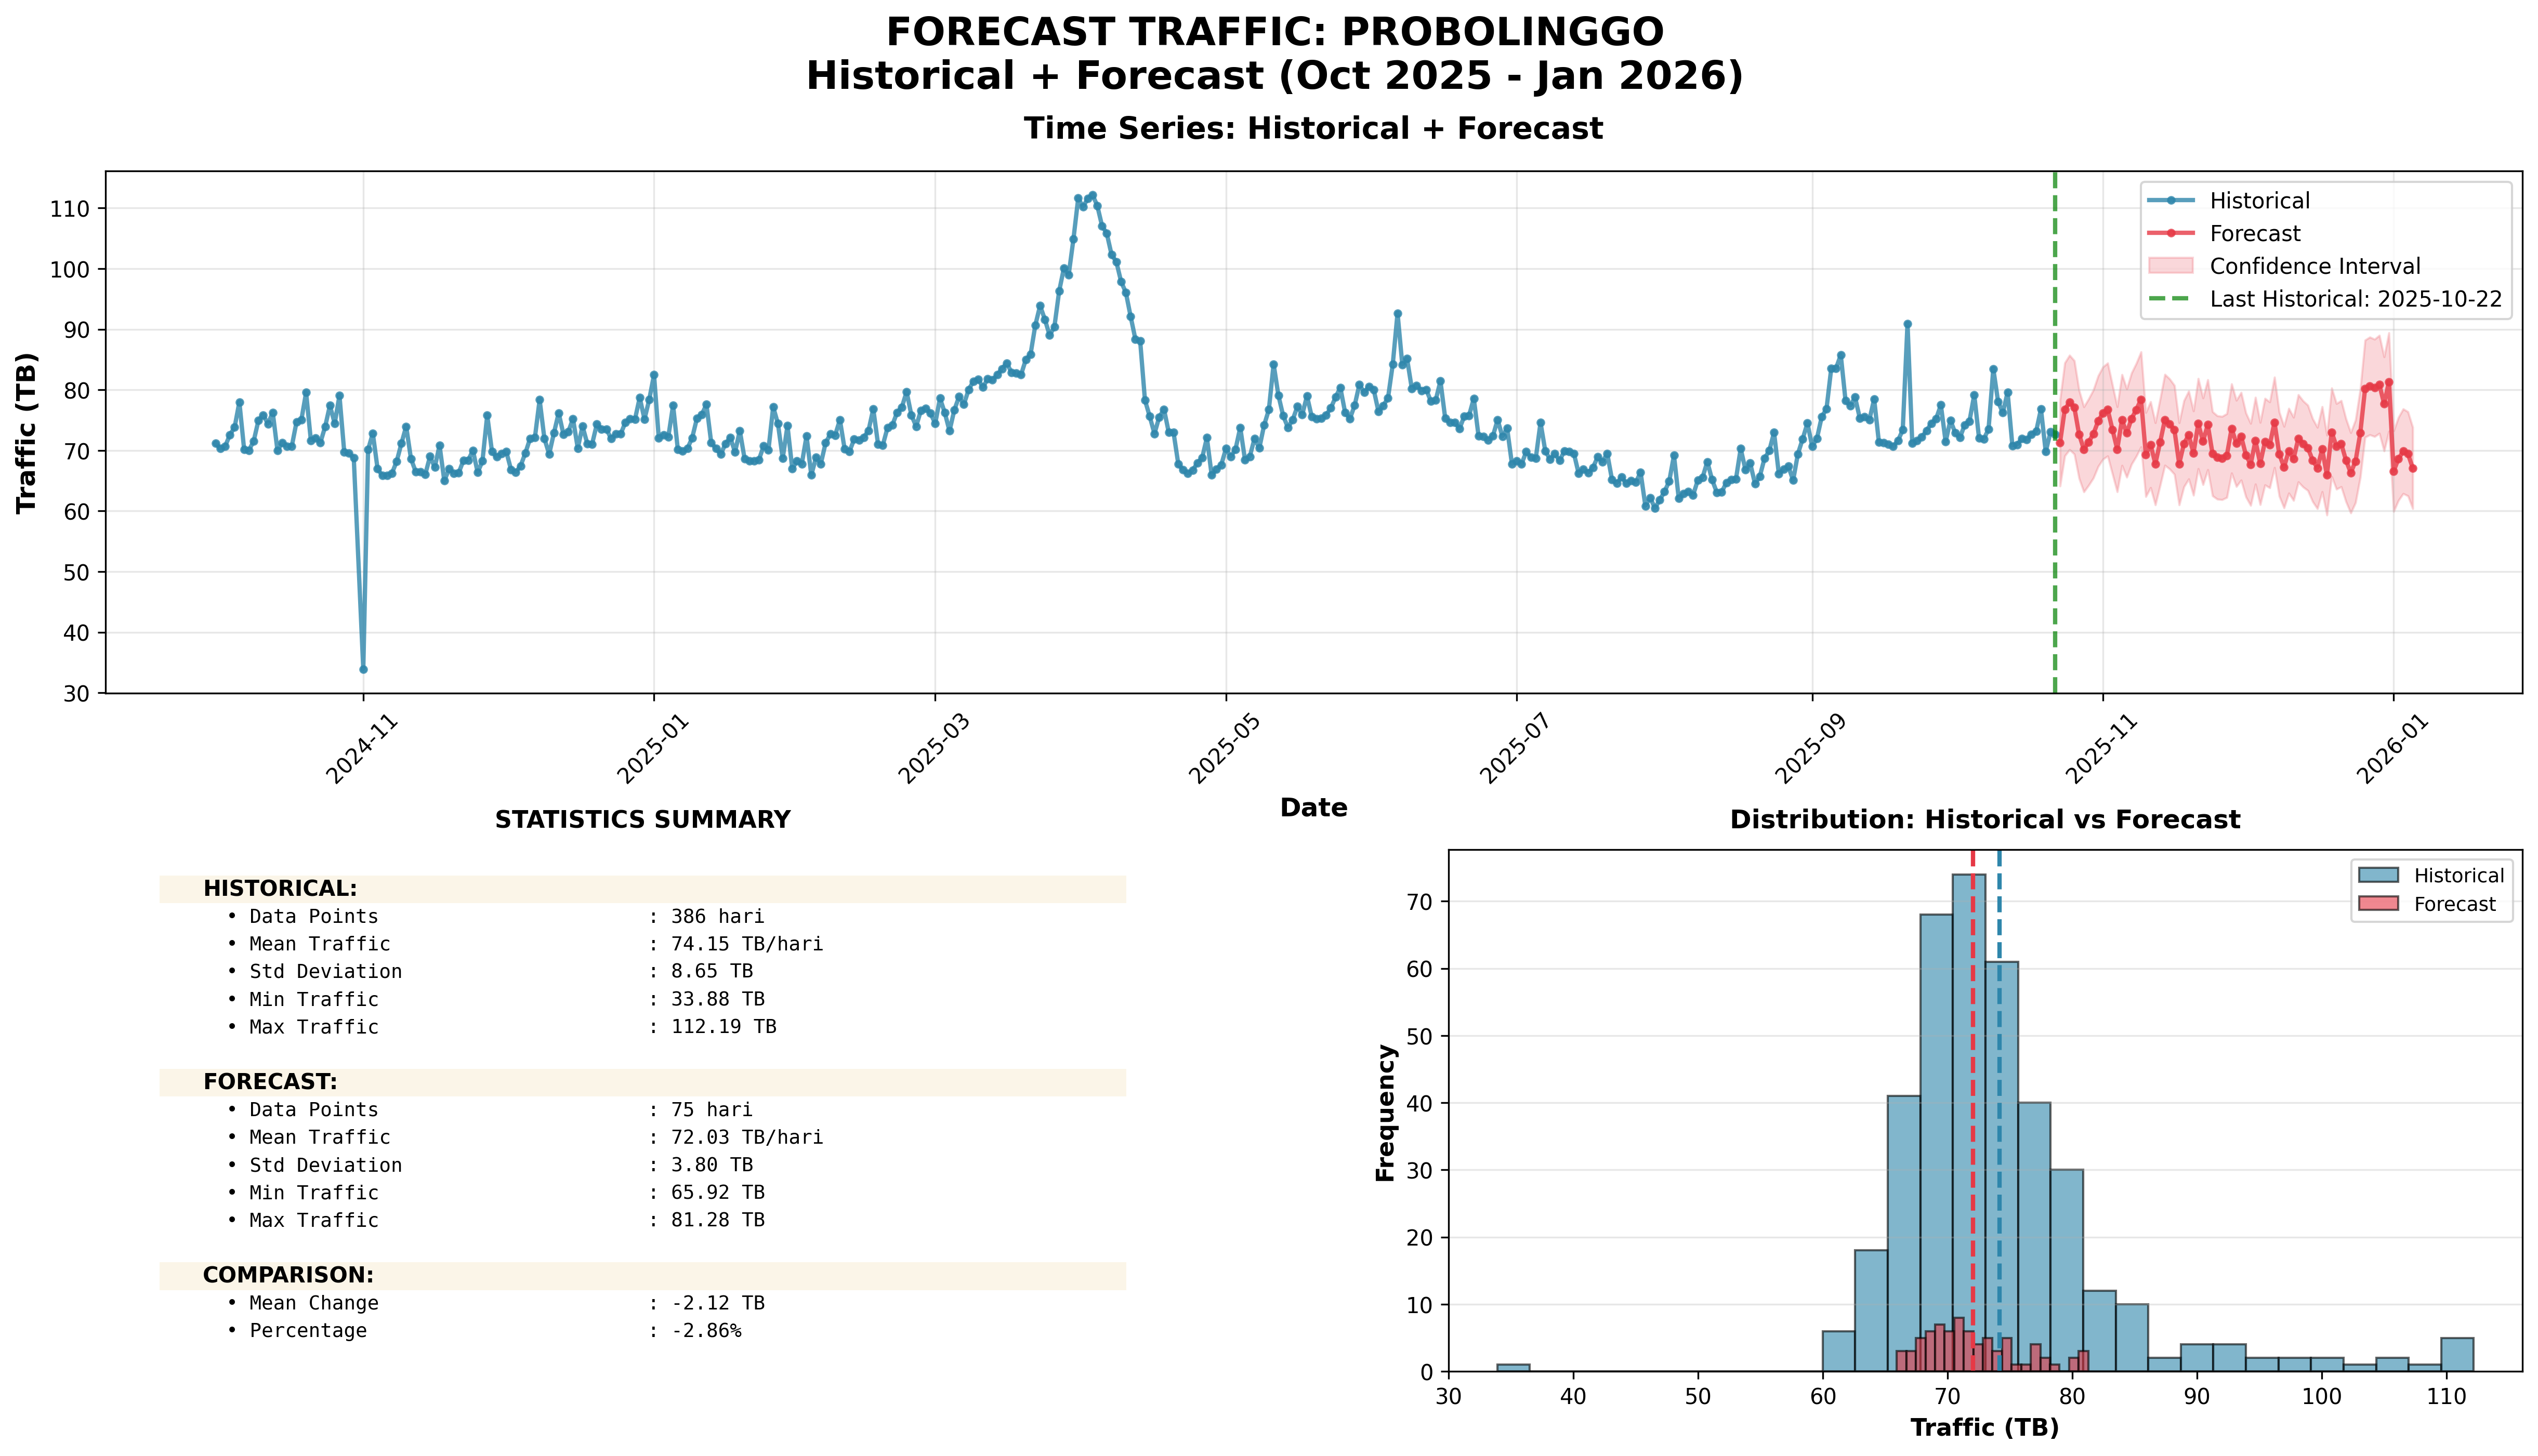 FORECAST TRAFFIC: PROBOLINGGO
Historical + Forecast (Oct 2025 - Jan 2026)
Time Series: Historical + Forecast
Traffic (TB)
110
100
90
80
70
60
50
40
30
Historical
Forecast
Confidence Interval
Last Historical: 2025-10-22
2024-11
2025-01
2025-03
2025-05
2025-07
2025-09
2025-11
2026-01
Date
STATISTICS SUMMARY
HISTORICAL:
• Data Points : 386 hari
• Mean Traffic : 74.15 TB/hari
• Std Deviation : 8.65 TB
• Min Traffic : 33.88 TB
• Max Traffic : 112.19 TB
FORECAST:
• Data Points : 75 hari
• Mean Traffic : 72.03 TB/hari
• Std Deviation : 3.80 TB
• Min Traffic : 65.92 TB
• Max Traffic : 81.28 TB
COMPARISON:
• Mean Change : -2.12 TB
• Percentage : -2.86%
Distribution: Historical vs Forecast
Frequency
70
60
50
40
30
20
10
0
Historical
Forecast
30
40
50
60
70
80
90
100
110
Traffic (TB)